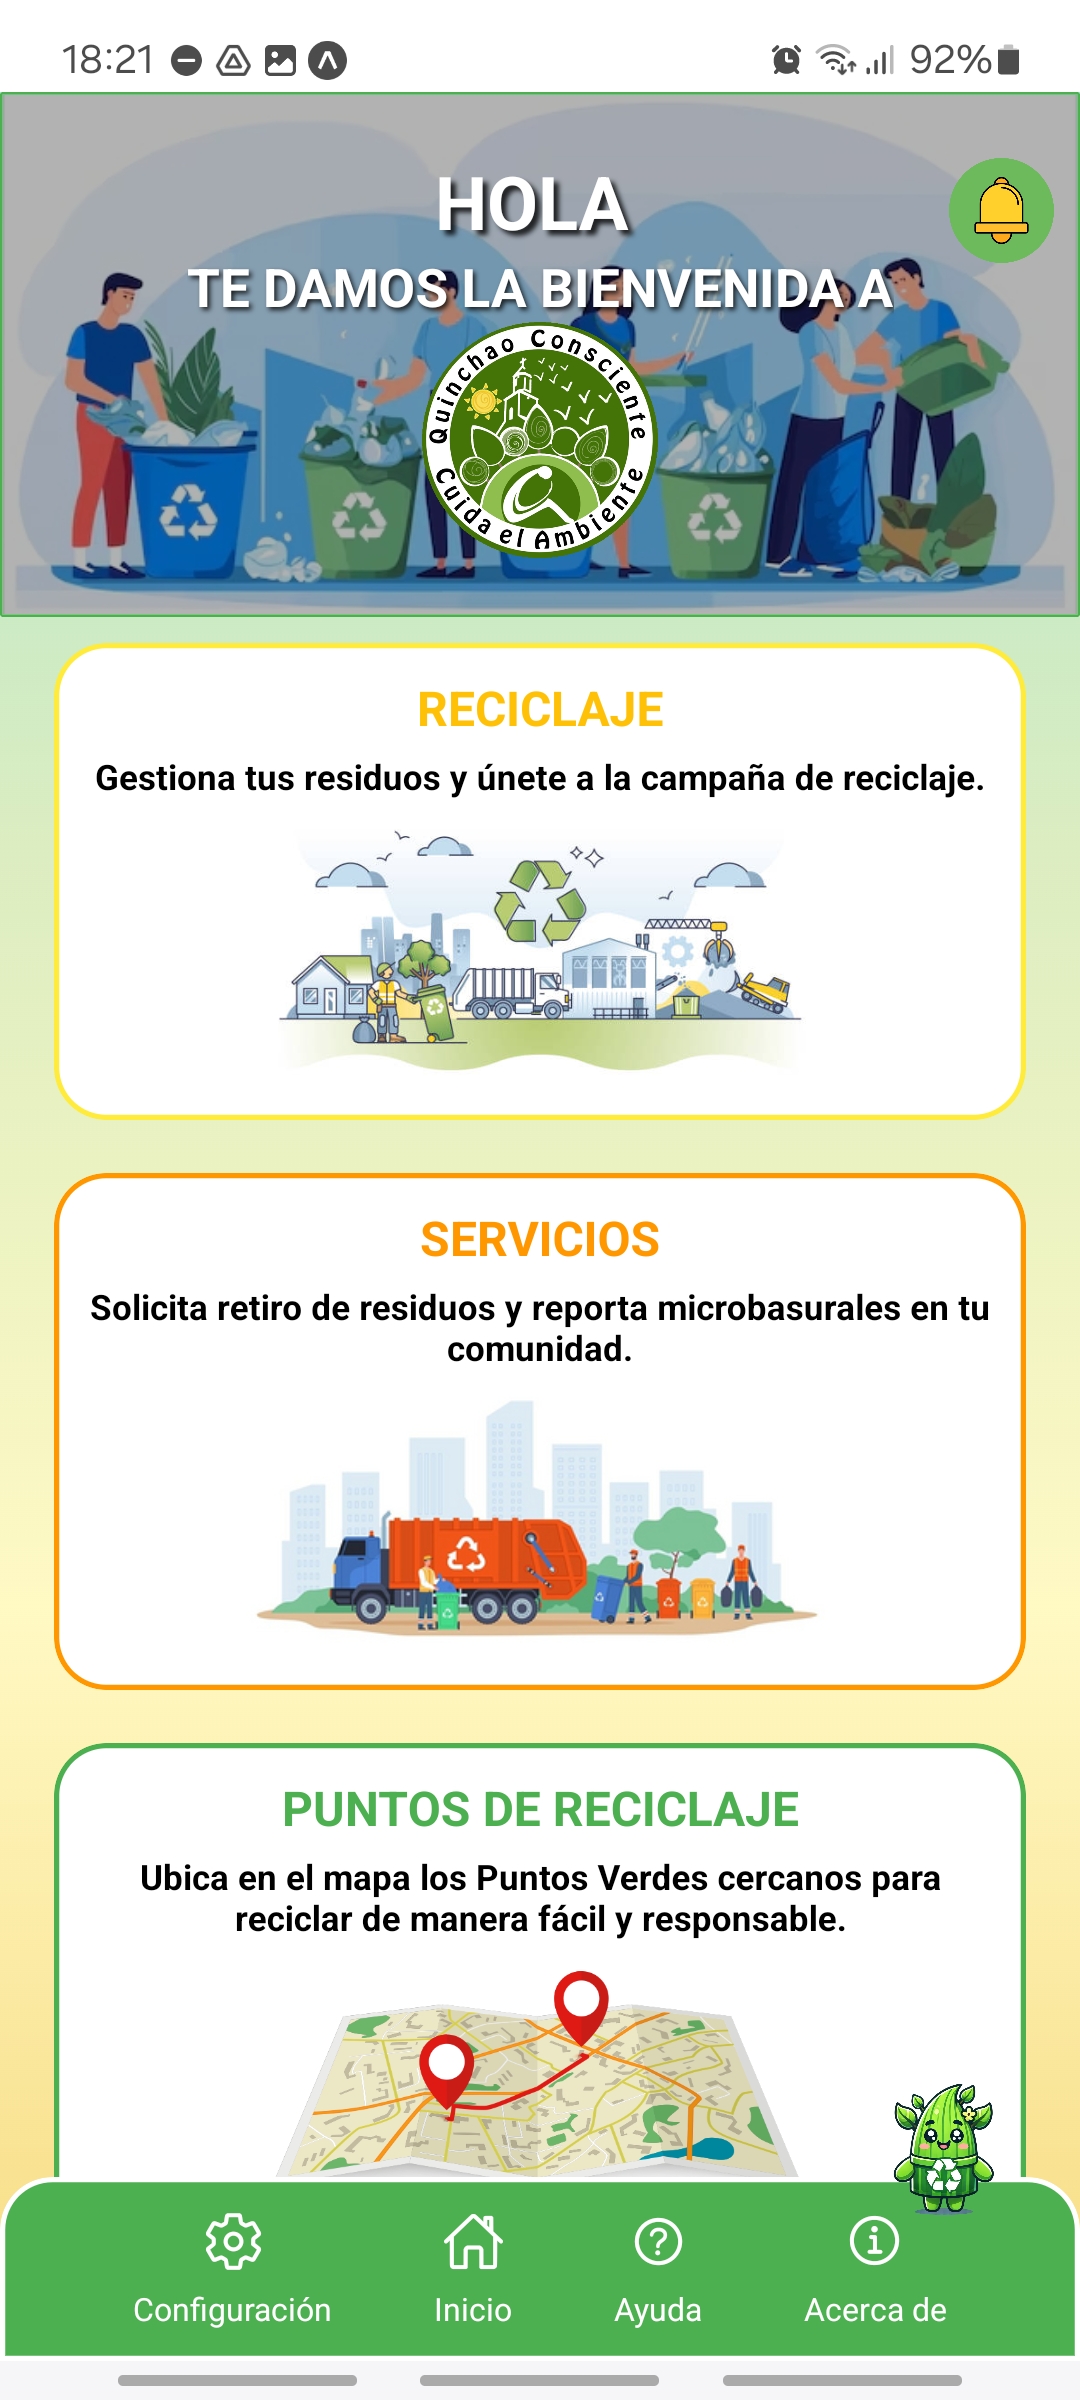 18:21
92%
HOLA
TE DAMOS LA BIENVENIDA A
Quinchao Consciente
Cuida el Ambiente
RECICLAJE
Gestiona tus residuos y únete a la campaña de reciclaje.
SERVICIOS
Solicita retiro de residuos y reporta microbasurales en tu
comunidad.
PUNTOS DE RECICLAJE
Ubica en el mapa los Puntos Verdes cercanos para
reciclar de manera fácil y responsable.
Configuración
Inicio
Ayuda
Acerca de